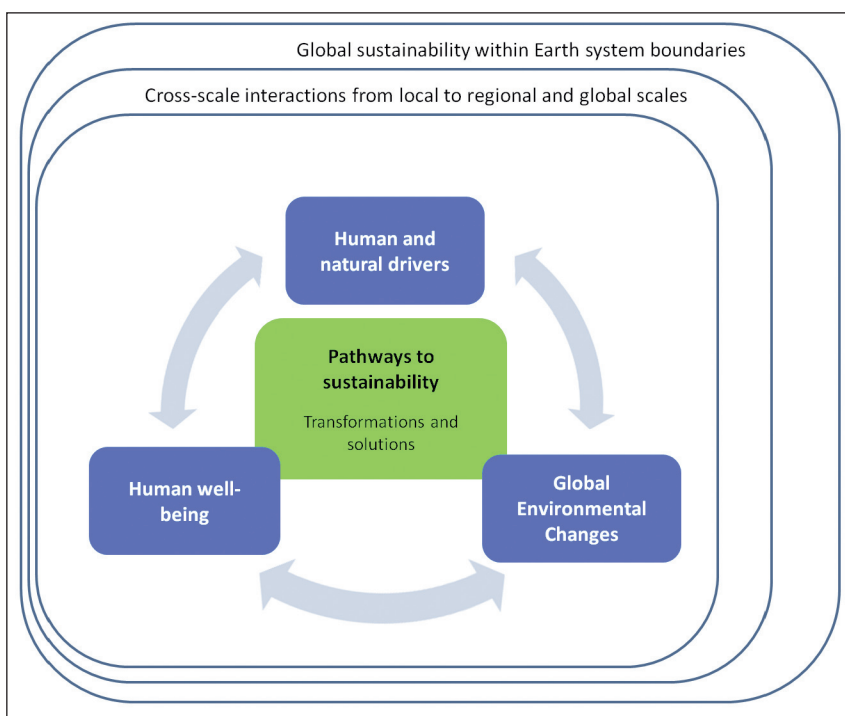 Global sustainability within Earth system boundaries
Cross-scale interactions from local to regional and global scales
Human and
natural drivers
Pathways to
sustainability
Transformations and
solutions
Human well-
being
Global
Environmental
Changes